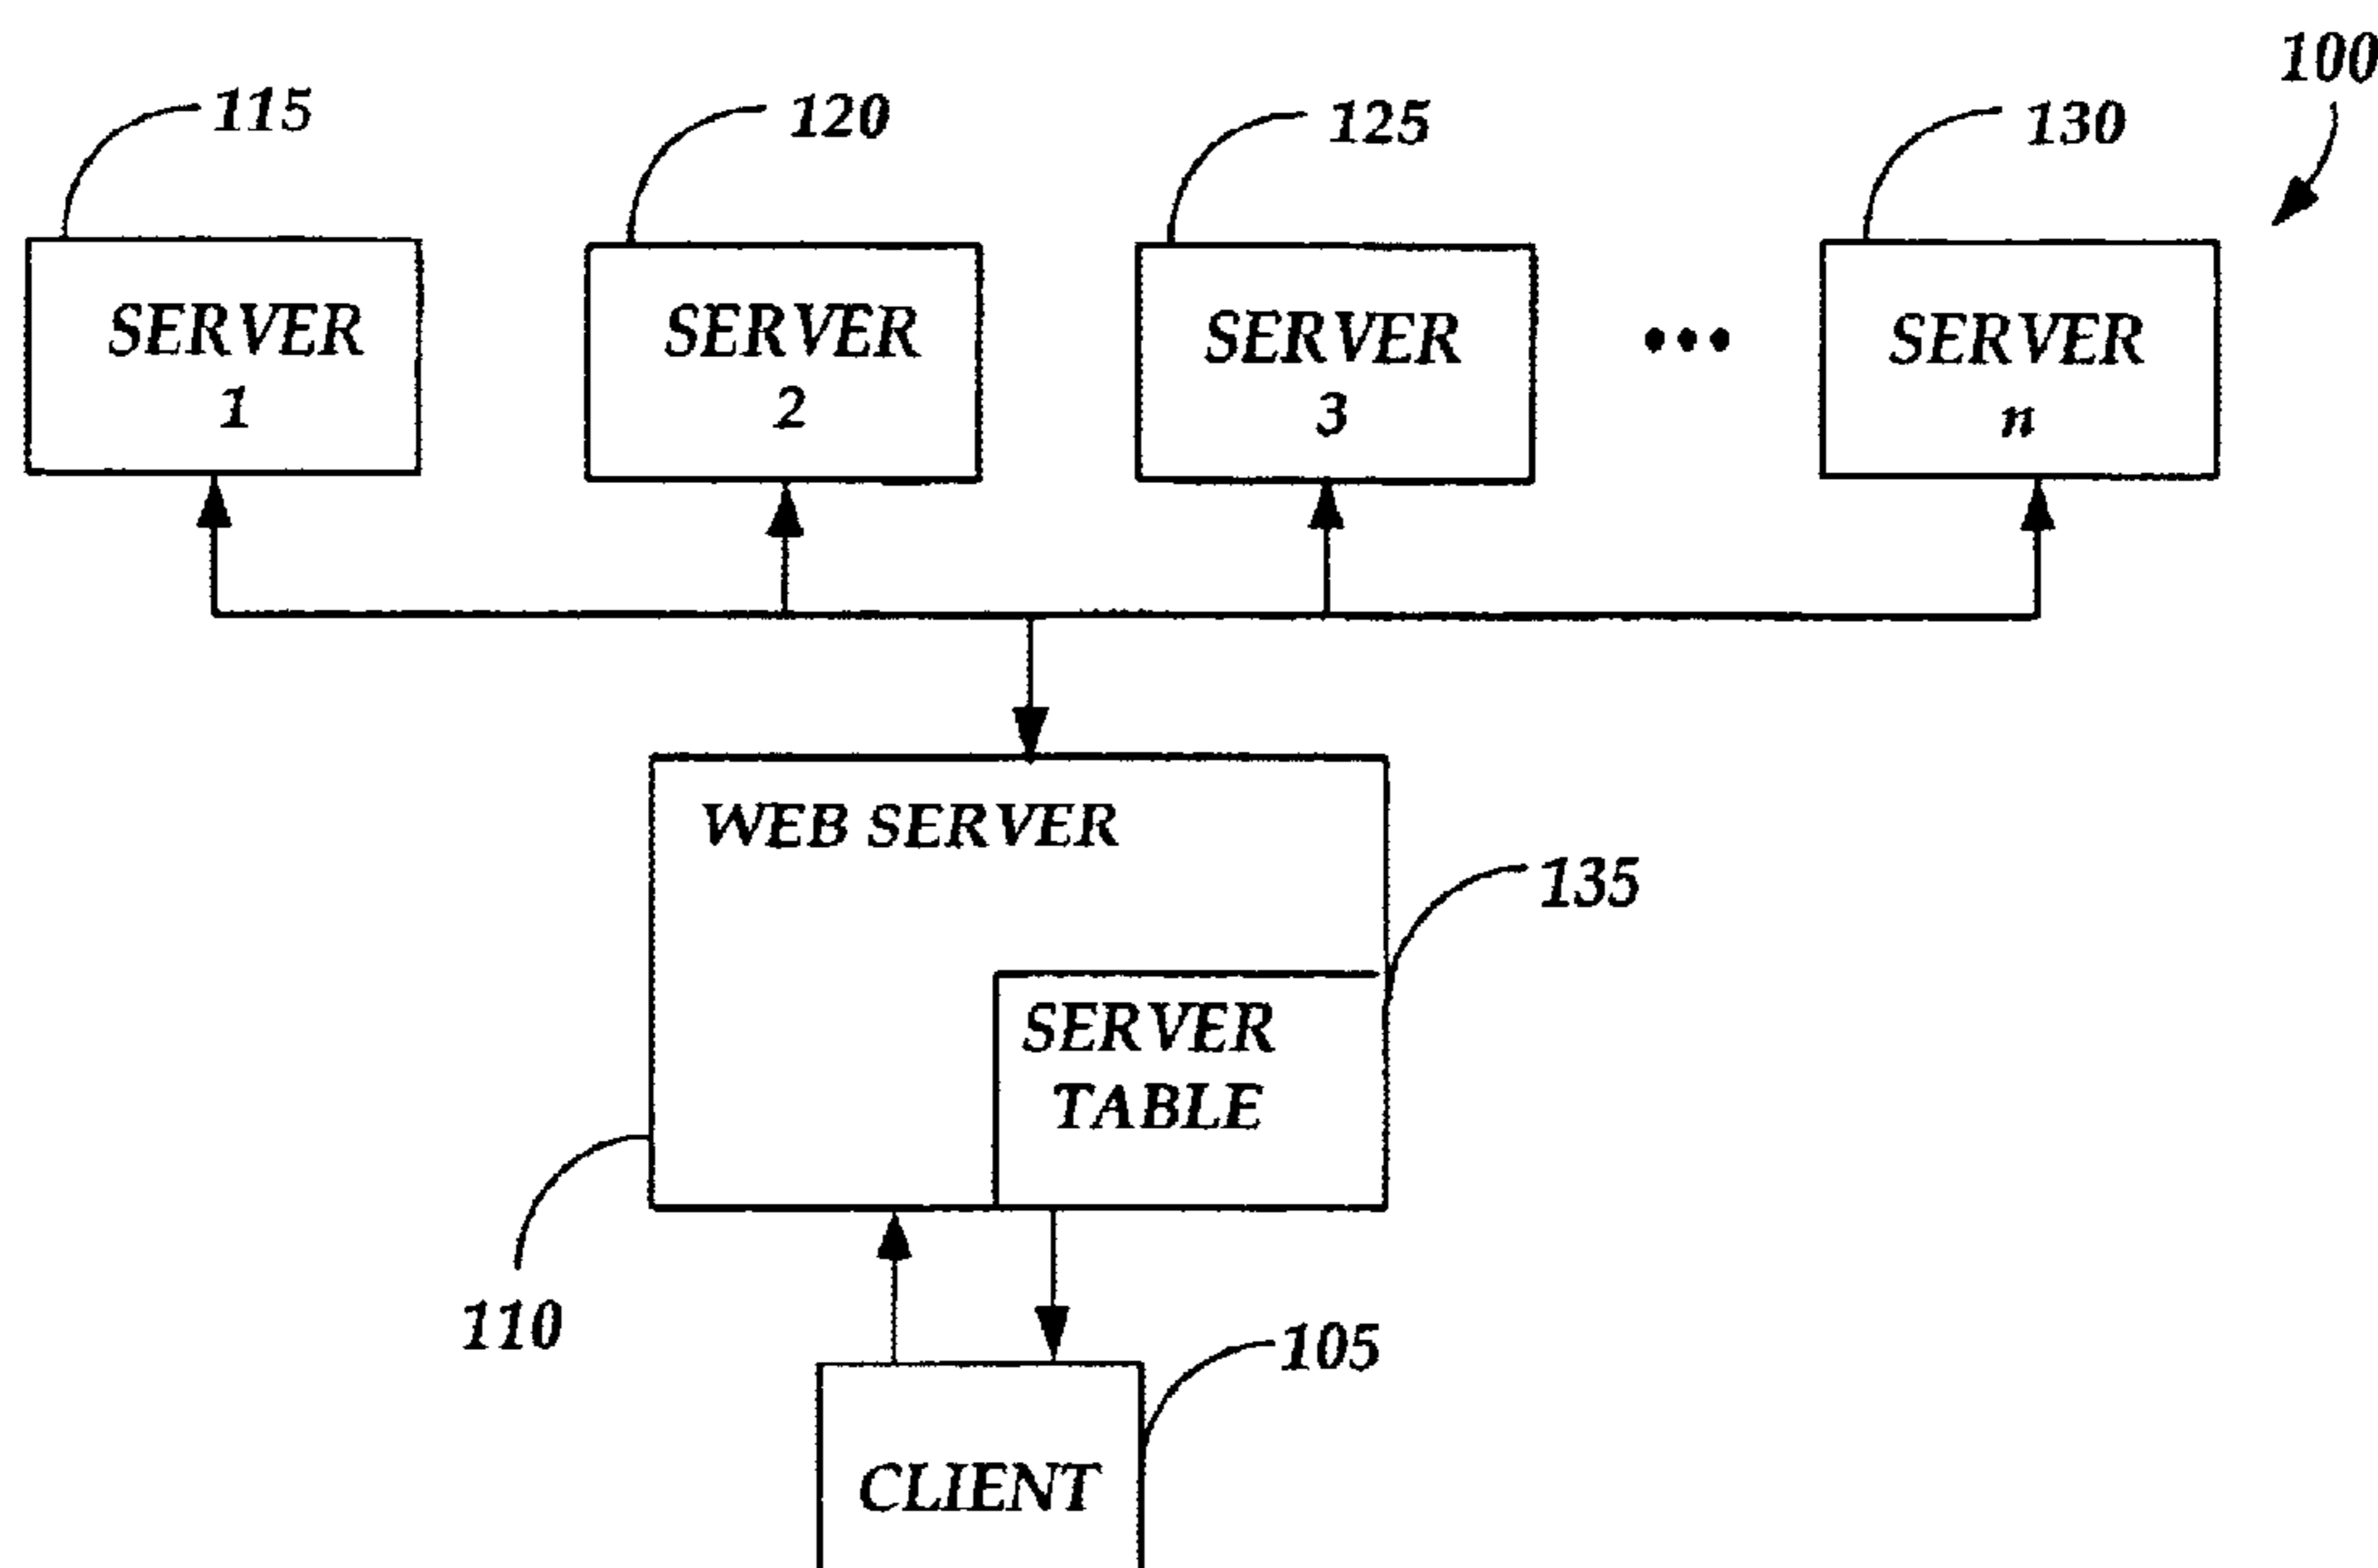 100
115
120
125
130
SERVER
1
SERVER
2
SERVER
3
SERVER
n
WEB SERVER
135
SERVER
TABLE
110
105
CLIENT